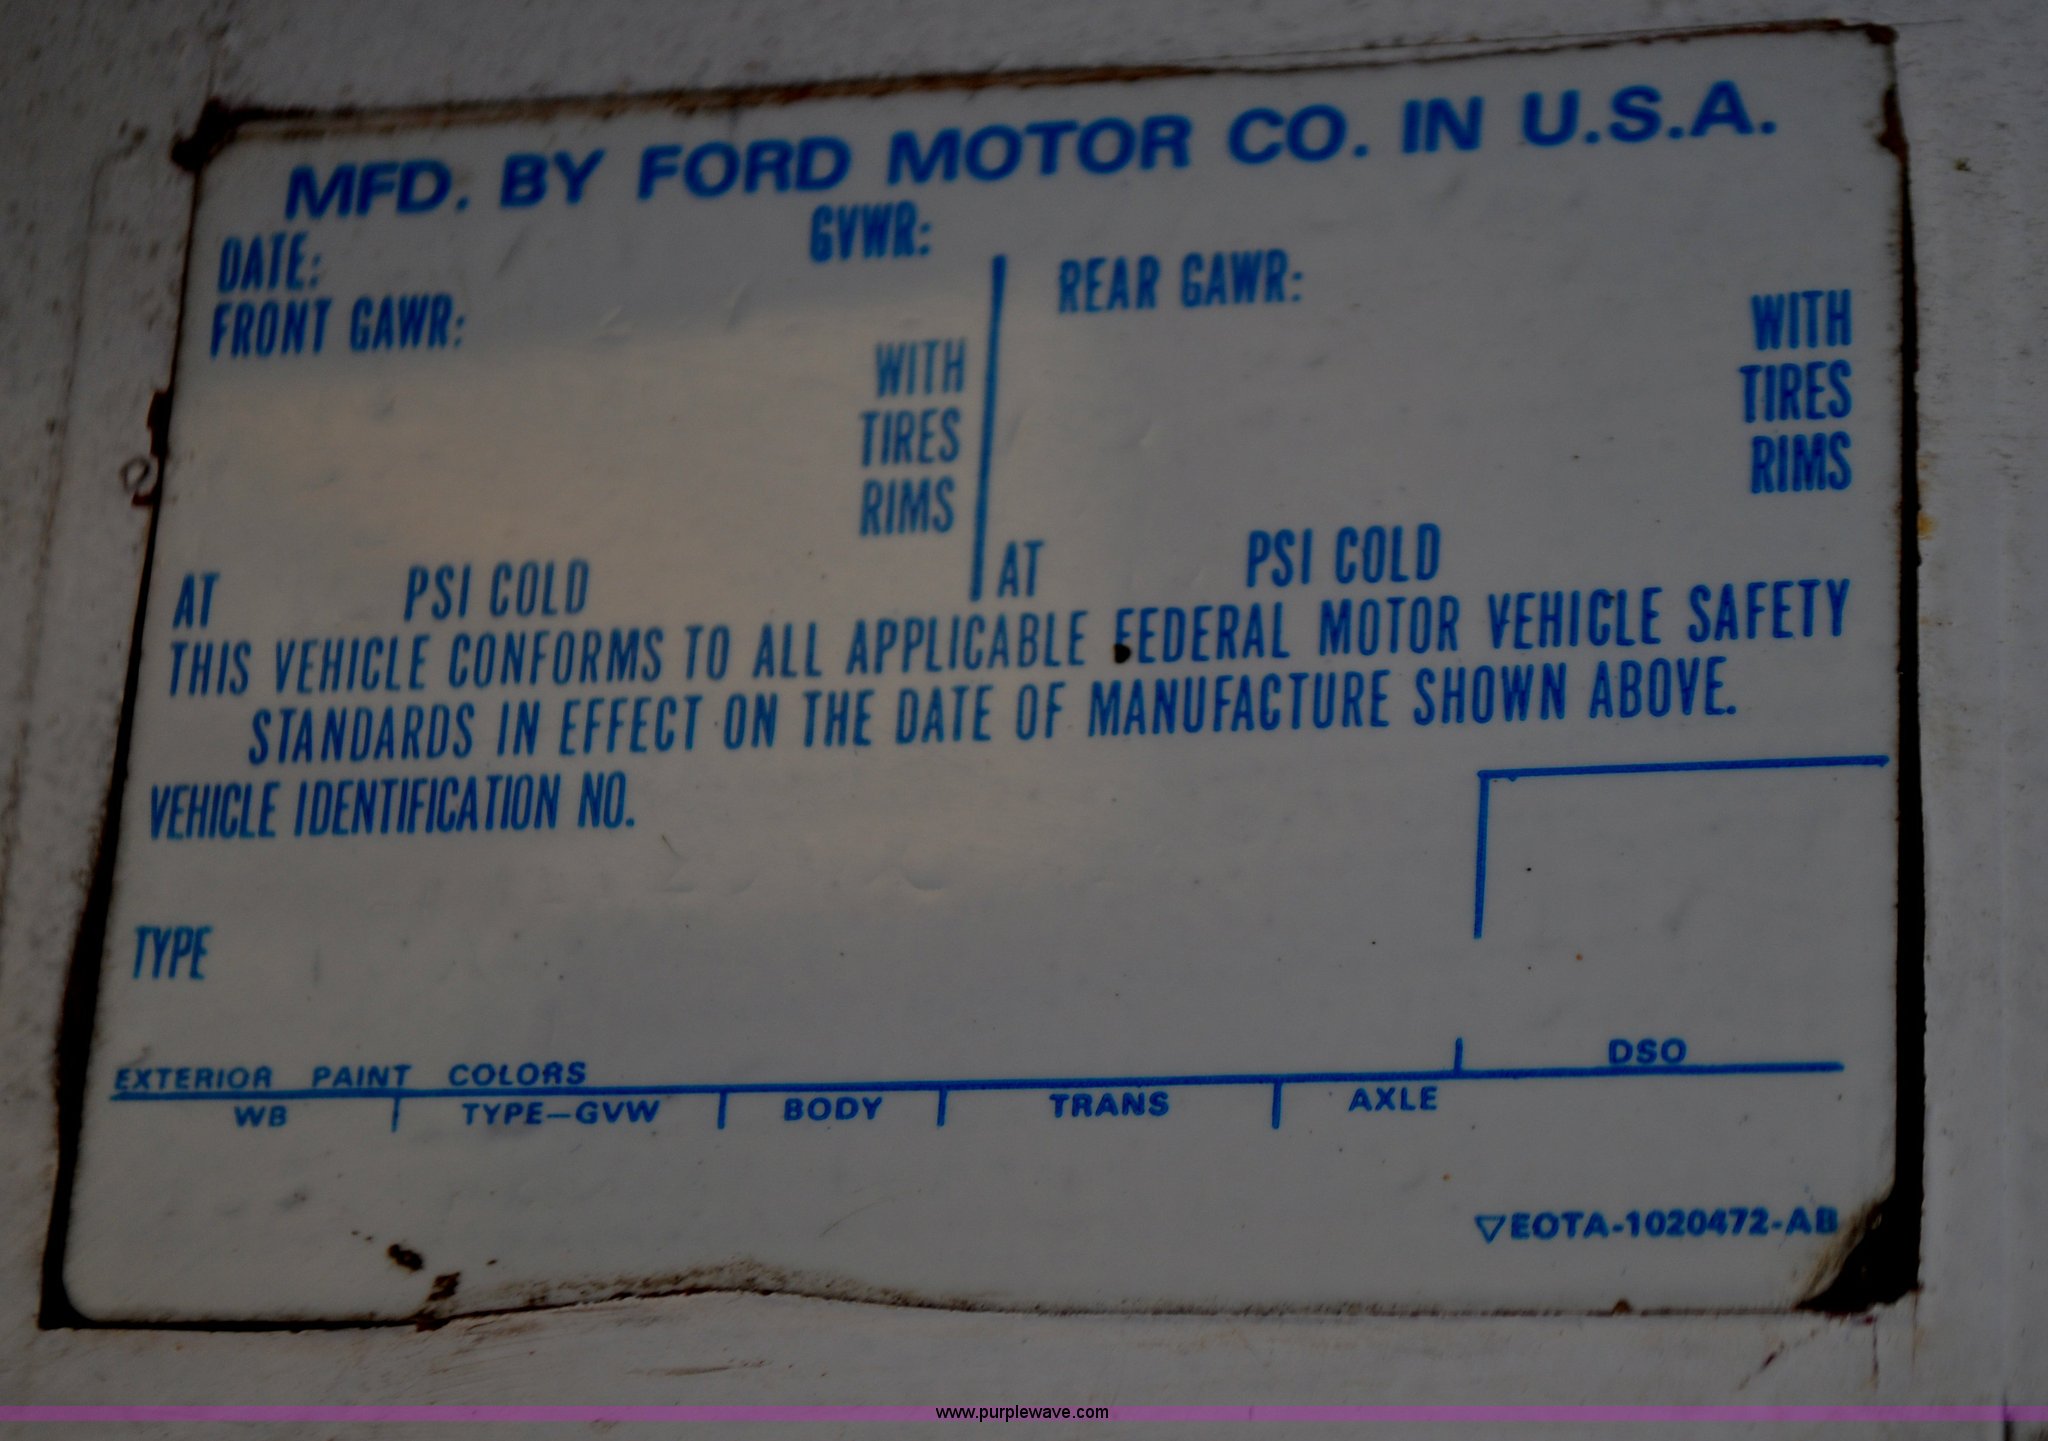 MFD. BY FORD MOTOR CO. IN U.S.A.
DATE: GVWR:
FRONT GAWR: REAR GAWR:
WITH WITH
TIRES TIRES
RIMS RIMS
AT PSI COLD AT PSI COLD
THIS VEHICLE CONFORMS TO ALL APPLICABLE FEDERAL MOTOR VEHICLE SAFETY
STANDARDS IN EFFECT ON THE DATE OF MANUFACTURE SHOWN ABOVE.
VEHICLE IDENTIFICATION NO.
TYPE
EXTERIOR PAINT COLORS DSO
WB TYPE-GVW BODY TRANS AXLE
▽EOTA-1020472-AB
www.purplewave.com